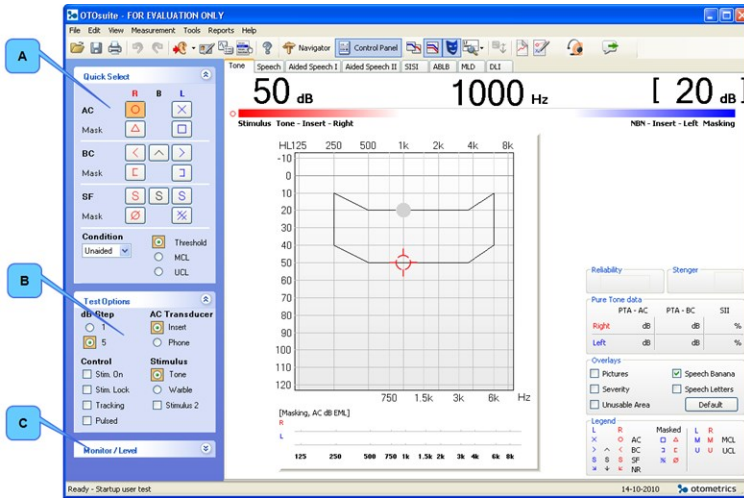 OTOsuite - FOR EVALUATION ONLY
File Edit View Measurement Tools Reports Help
Navigator Control Panel
Tone Speech Aided Speech I Aided Speech II SISI ABLB MLD DLI
A
Quick Select
R B L
AC
Mask
BC
Mask
SF S S S
Mask
Condition
Unaided
Threshold
MCL
UCL
B
Test Options
dB Step AC Transducer
1 Insert
5 Phone
Control Stimulus
Stim. On Tone
Stim. Lock Warble
Tracking Stimulus 2
Pulsed
C
Monitor / Level
50 dB 1000 Hz [ 20 dB ]
Stimulus Tone - Insert - Right NBN - Insert - Left Masking
HL 125 250 500 1k 2k 4k 8k
-10
0
10
20
30
40
50
60
70
80
90
100
110
120
750 1.5k 3k 6k Hz
[Masking, AC dB EML]
R
L
125 250 500 750 1k 1.5k 2k 3k 4k 6k 8k
Reliability Stenger
Pure Tone data
PTA - AC PTA - BC SII
Right dB dB %
Left dB dB %
Overlays
Pictures Speech Banana
Severity Speech Letters
Unusable Area Default
Legend
L R Masked L R
AC M M MCL
BC U U UCL
S S S SF
NR
Ready - Startup user test 14-10-2010 otometrics